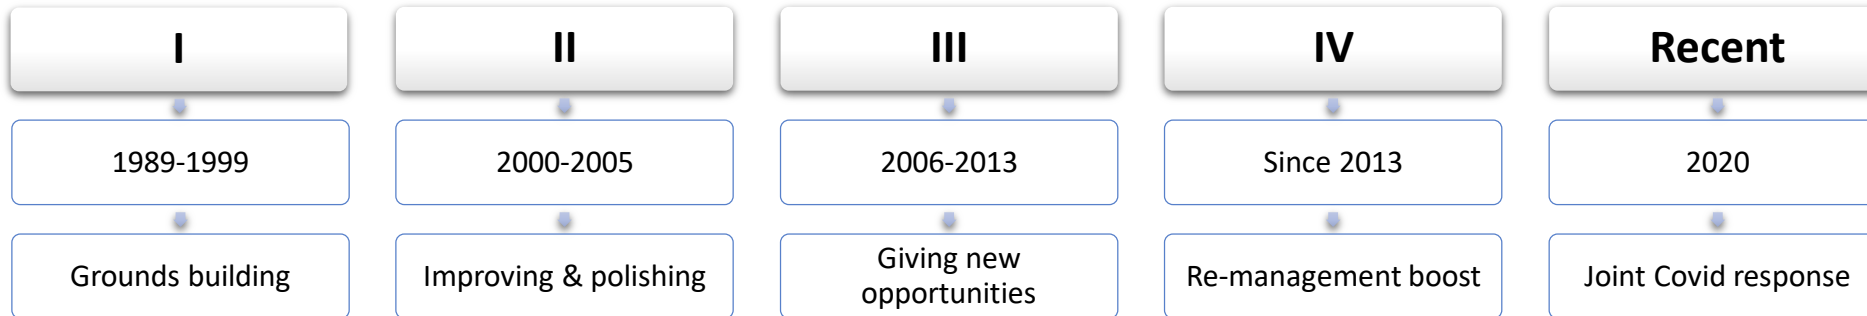 I
II
III
IV
Recent
1989-1999
2000-2005
2006-2013
Since 2013
2020
Grounds building
Improving & polishing
Giving new
opportunities
Re-management boost
Joint Covid response